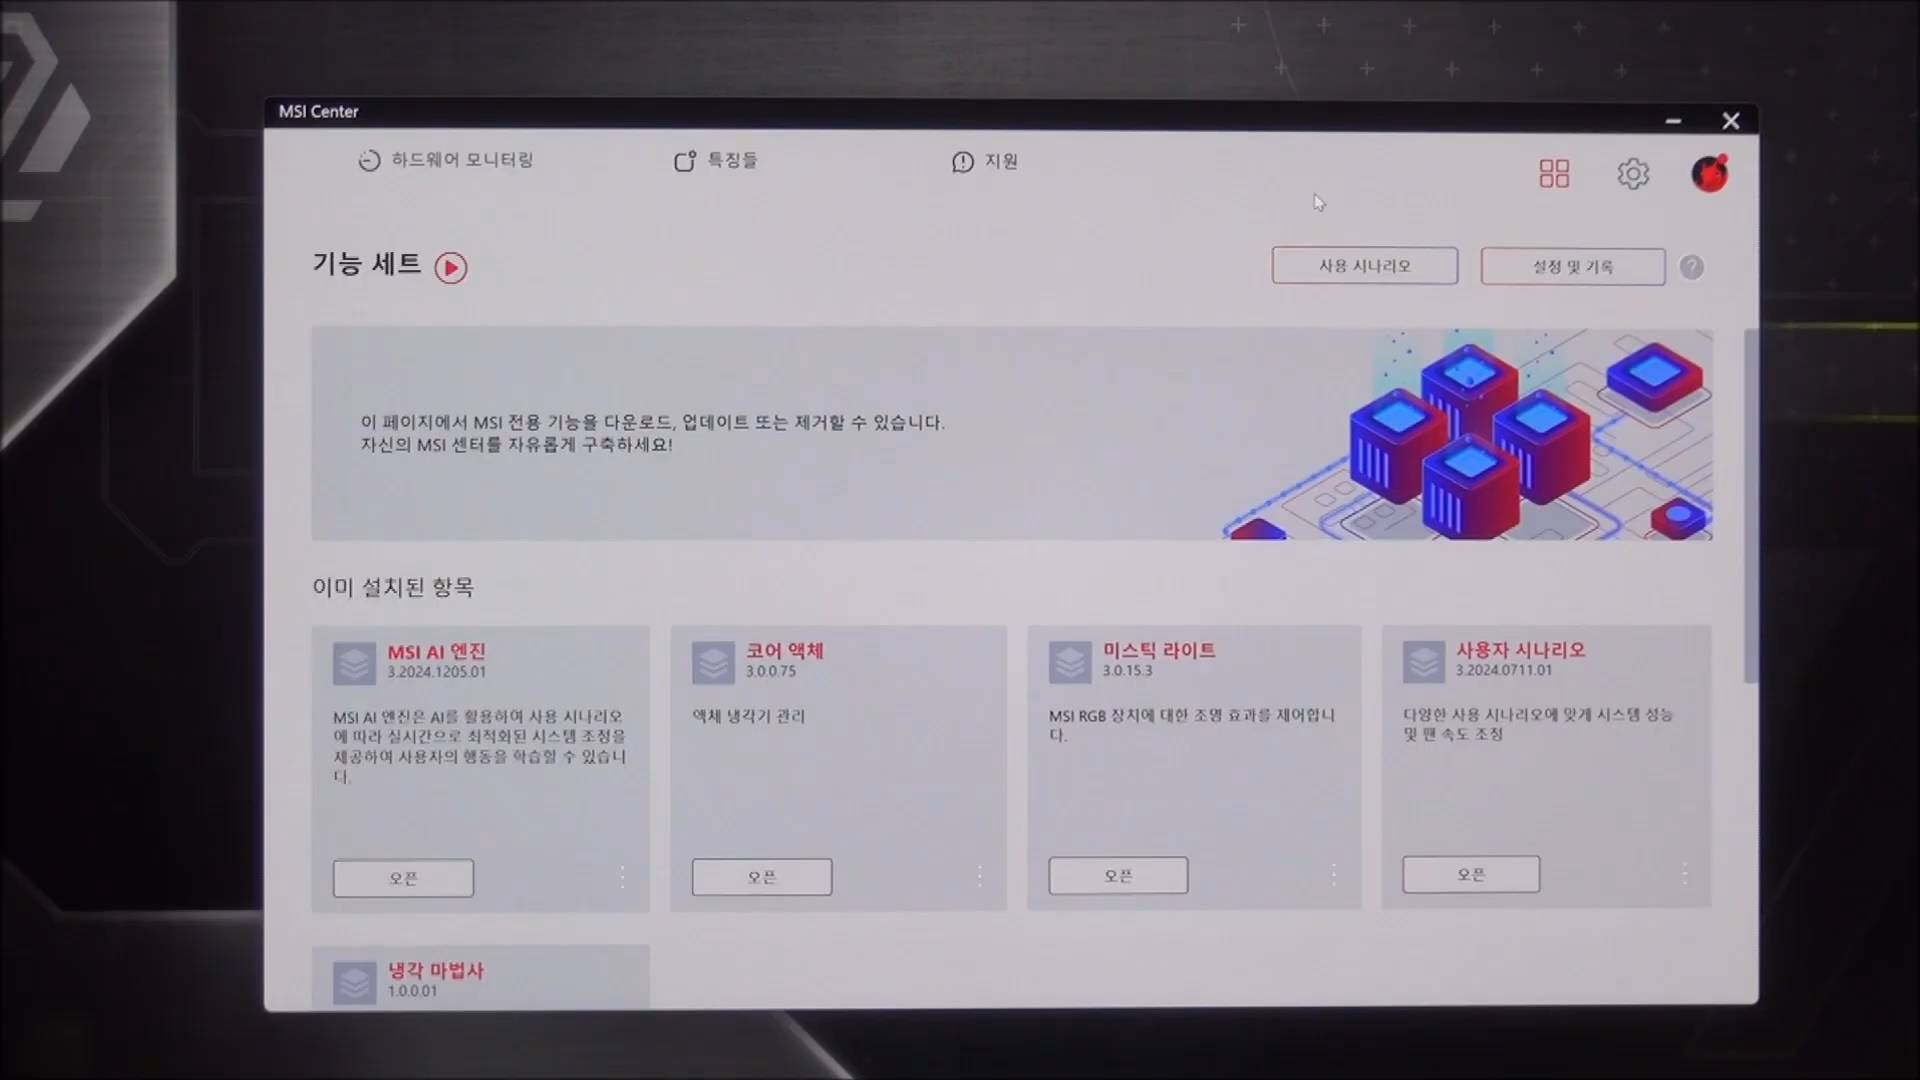 MSI Center
하드웨어 모니터링
특징들
지원
기능 세트
사용 시나리오
설정 및 기록
?
이 페이지에서 MSI 전용 기능을 다운로드, 업데이트 또는 제거할 수 있습니다.
자신의 MSI 센터를 자유롭게 구축하세요!
이미 설치된 항목
MSI AI 엔진
3.2024.1205.01
MSI AI 엔진은 AI를 활용하여 사용 시나리오
에 따라 실시간으로 최적화된 시스템 조정을
제공하여 사용자의 행동을 학습할 수 있습니
다.
오픈
코어 액체
3.0.0.75
액체 냉각기 관리
오픈
미스틱 라이트
3.0.15.3
MSI RGB 장치에 대한 조명 효과를 제어합니
다.
오픈
사용자 시나리오
3.2024.0711.01
다양한 사용 시나리오에 맞게 시스템 성능
및 팬 속도 조정
오픈
냉각 마법사
1.0.0.01